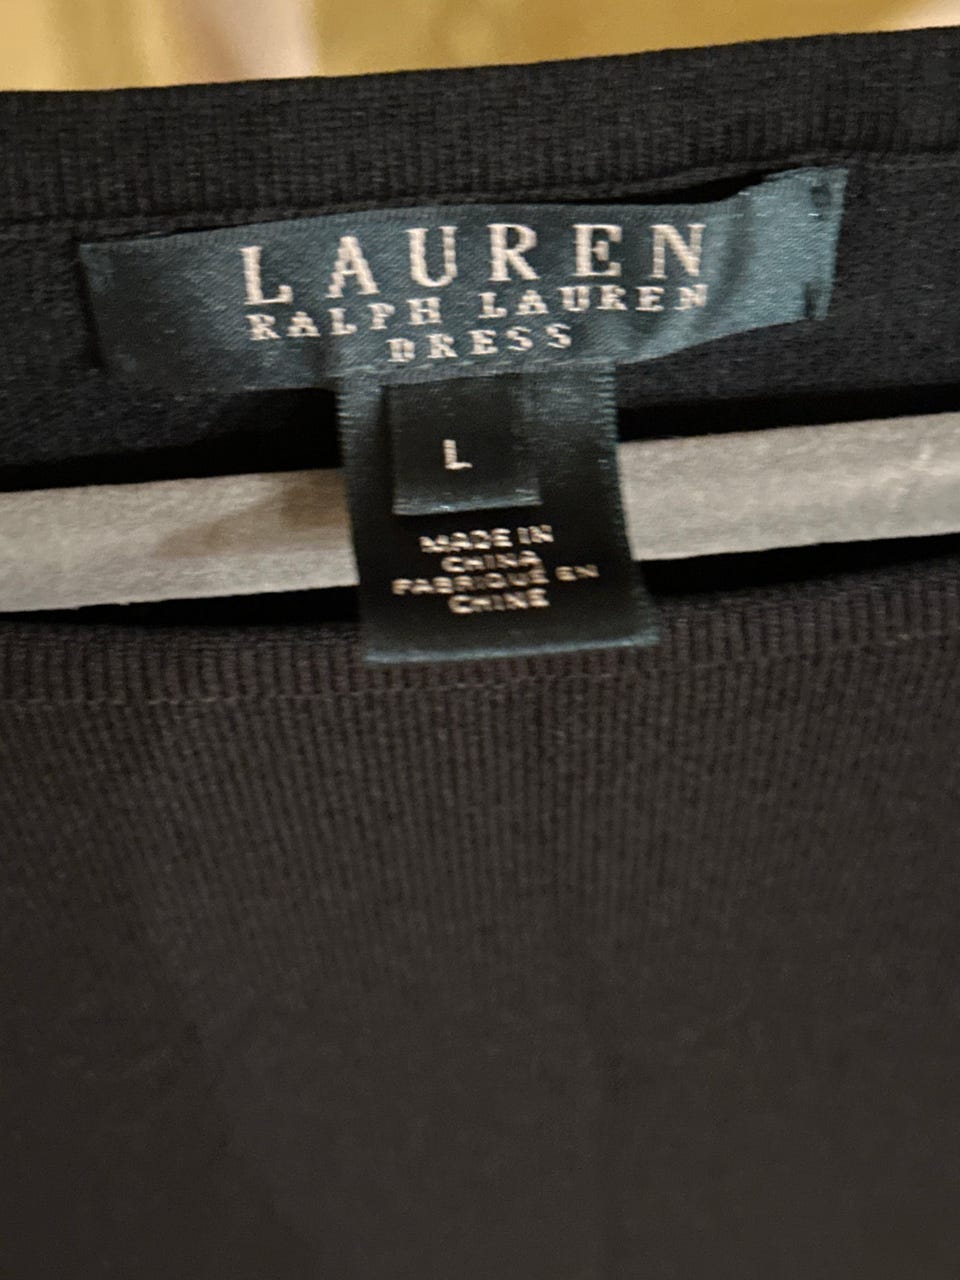 LAUREN
RALPH LAUREN
DRESS
L
MADE IN
CHINA
FABRIQUÉ EN
CHINE